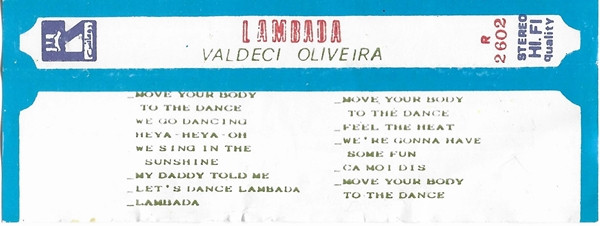 LAMBADA
VALDECI OLIVEIRA
R
2602
STEREO
HI.FI
quality
_MOVE YOUR BODY
TO THE DANCE
WE GO DANCING
HEYA-HEYA-OH
WE SING IN THE
SUNSHINE
_MY DADDY TOLD ME
_LET'S DANCE LAMBADA
_LAMBADA
_MOVE YOUR BODY
TO THE DANCE
_FEEL THE HEAT
_WE'RE GONNA HAVE
SOME FUN
_CA MOI DIS
_MOVE YOUR BODY
TO THE DANCE